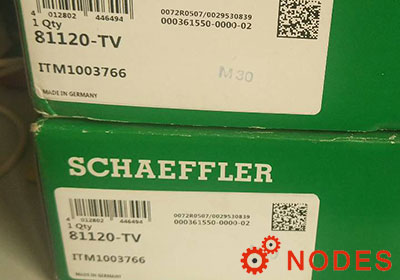 4 012802 446494
0072R0507/0029530839
000361550-0000-02
1 Qty
81120-TV
ITM1003766
M30
MADE IN GERMANY
SCHAEFFLER
4 012802 446494
0072R0507/0029530839
000361550-0000-02
1 Qty
81120-TV
ITM1003766
MADE IN GERMANY
NODES